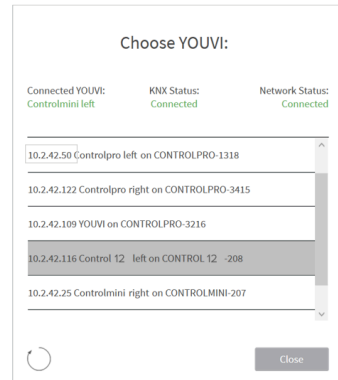 Choose YOUVI:
Connected YOUVI: KNX Status: Network Status:
Controlmini left Connected Connected
10.2.42.50 Controlpro left on CONTROLPRO-1318
10.2.42.122 Controlpro right on CONTROLPRO-3415
10.2.42.109 YOUVI on CONTROLPRO-3216
10.2.42.116 Control 12 left on CONTROL 12 -208
10.2.42.25 Controlmini right on CONTROLMINI-207
Close